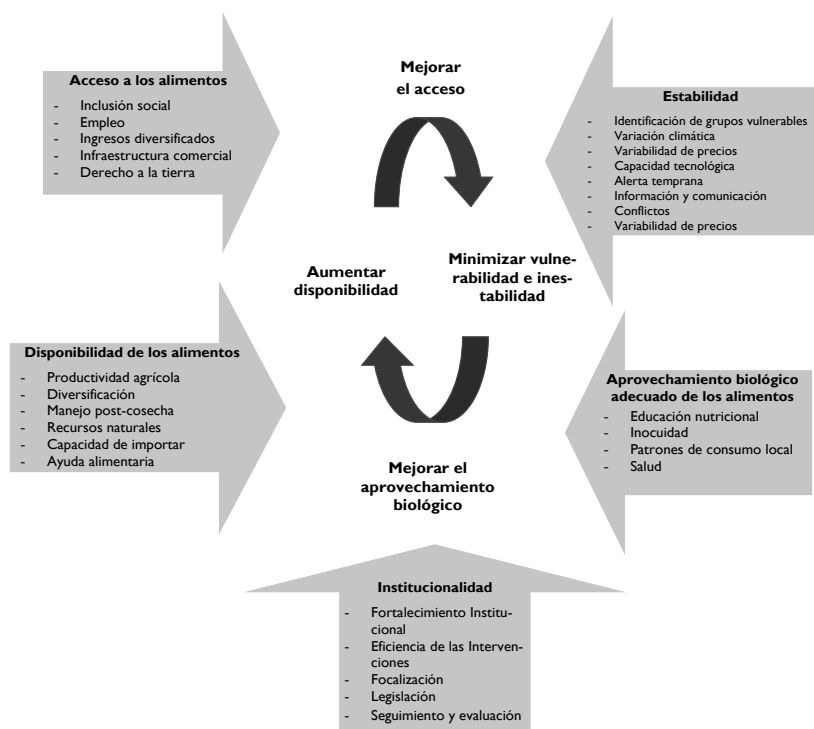 Acceso a los alimentos
- Inclusión social
- Empleo
- Ingresos diversificados
- Infraestructura comercial
- Derecho a la tierra
Mejorar
el acceso
Estabilidad
- Identificación de grupos vulnerables
- Variación climática
- Variabilidad de precios
- Capacidad tecnológica
- Alerta temprana
- Información y comunicación
- Conflictos
- Variabilidad de precios
Aumentar
disponibilidad
Minimizar vulne-
rabilidad e ines-
tabilidad
Disponibilidad de los alimentos
- Productividad agrícola
- Diversificación
- Manejo post-cosecha
- Recursos naturales
- Capacidad de importar
- Ayuda alimentaria
Aprovechamiento biológico
adecuado de los alimentos
- Educación nutricional
- Inocuidad
- Patrones de consumo local
- Salud
Mejorar el
aprovechamiento
biológico
Institucionalidad
- Fortalecimiento Institu-
cional
- Eficiencia de las Interven-
ciones
- Focalización
- Legislación
- Seguimiento y evaluación